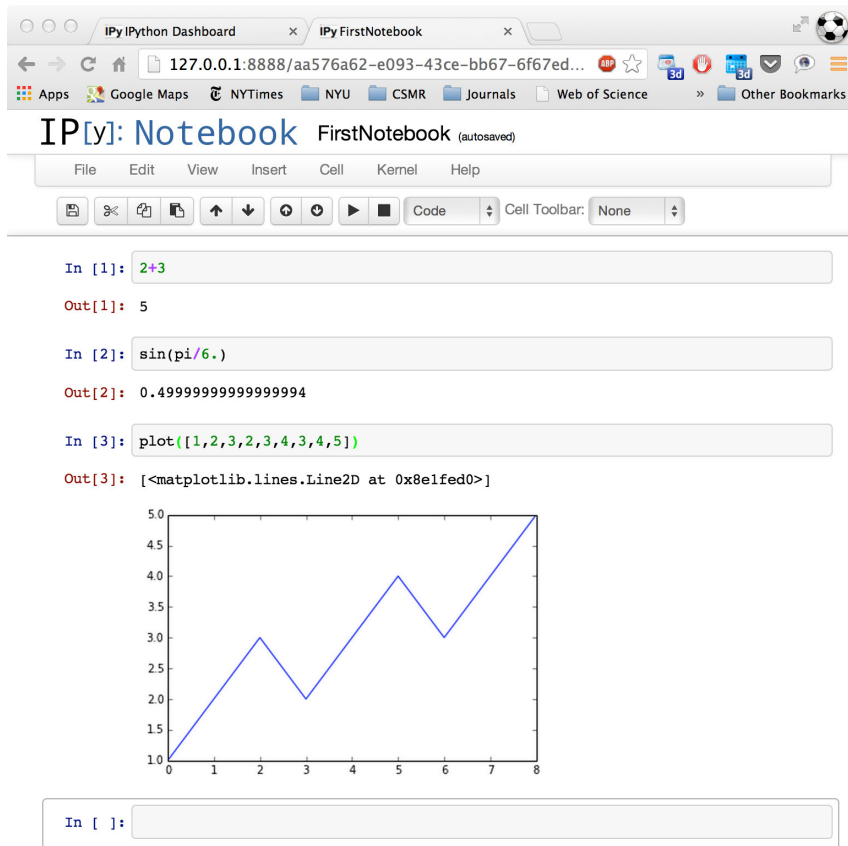 IPy IPython Dashboard × IPy FirstNotebook ×
127.0.0.1:8888/aa576a62-e093-43ce-bb67-6f67ed... ABP 3d 3d
Apps Google Maps NYTimes NYU CSMR Journals Web of Science » Other Bookmarks
IP[y]: Notebook FirstNotebook (autosaved)
File Edit View Insert Cell Kernel Help
Code Cell Toolbar: None
In [1]: 2+3
Out[1]: 5
In [2]: sin(pi/6.)
Out[2]: 0.49999999999999994
In [3]: plot([1,2,3,2,3,4,3,4,5])
Out[3]: [<matplotlib.lines.Line2D at 0x8e1fed0>]
5.0
4.5
4.0
3.5
3.0
2.5
2.0
1.5
1.0
0 1 2 3 4 5 6 7 8
In [ ]: